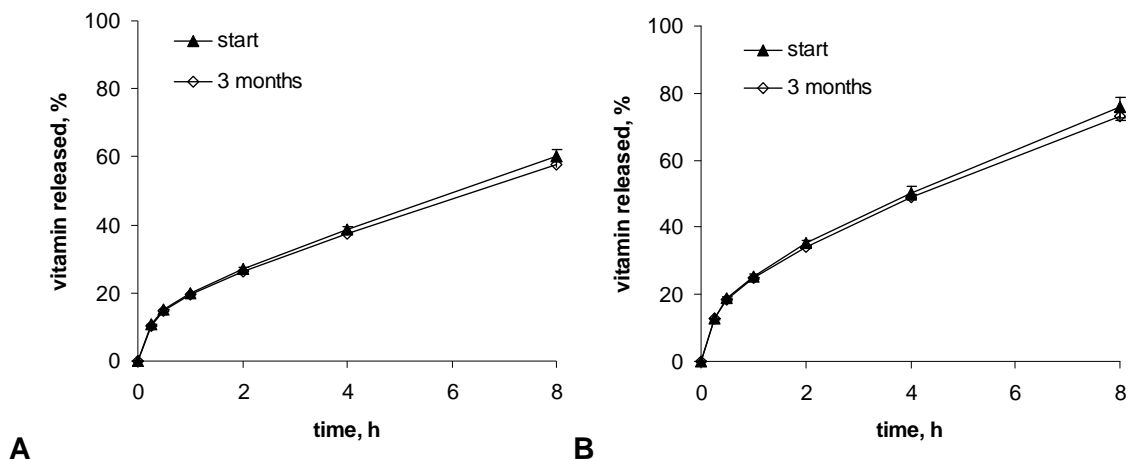 100
80
60
40
20
0
vitamin released, %
start
3 months
0 2 4 6 8
time, h
A
100
80
60
40
20
0
vitamin released, %
start
3 months
0 2 4 6 8
time, h
B